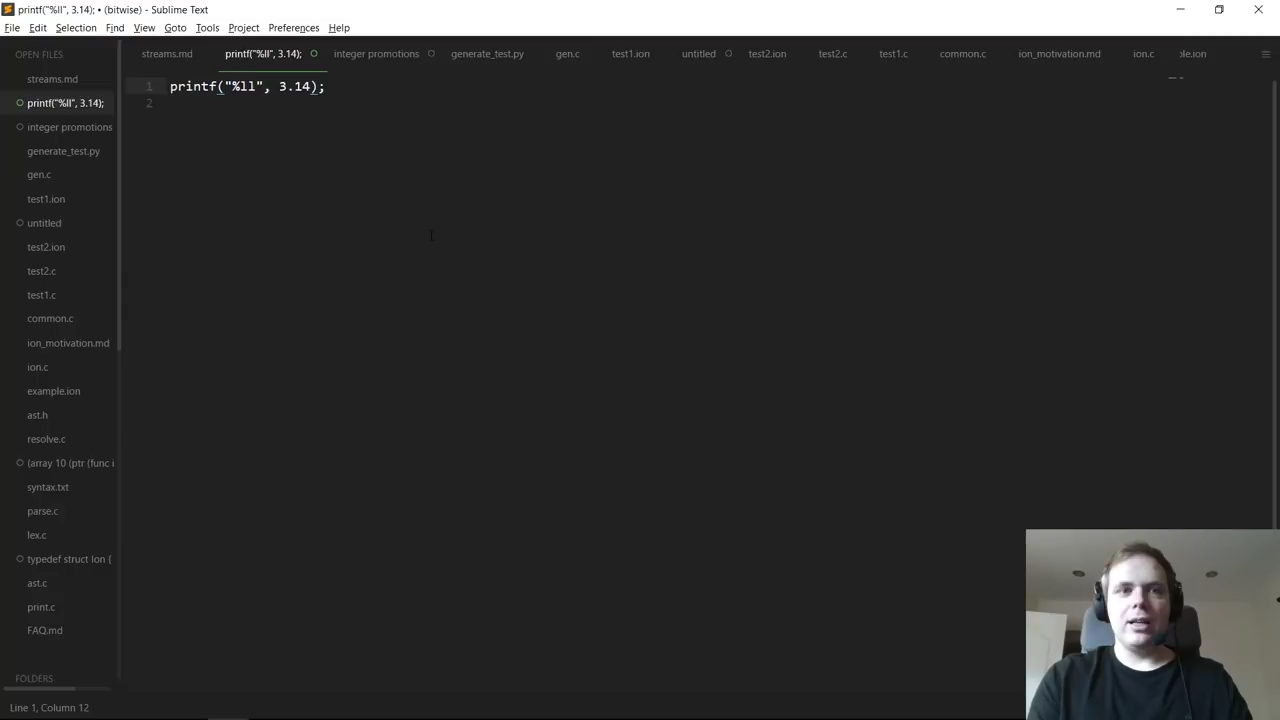 printf("%ll", 3.14); • (bitwise) - Sublime Text
File Edit Selection Find View Goto Tools Project Preferences Help
OPEN FILES
streams.md
printf("%ll", 3.14);
integer promotions
generate_test.py
gen.c
test1.ion
untitled
test2.ion
test2.c
test1.c
common.c
ion_motivation.md
ion.c
example.ion
ast.h
resolve.c
(array 10 (ptr (func i
syntax.txt
parse.c
lex.c
typedef struct Ion {
ast.c
print.c
FAQ.md
FOLDERS
streams.md printf("%ll", 3.14); integer promotions generate_test.py gen.c test1.ion untitled test2.ion test2.c test1.c common.c ion_motivation.md ion.c ple.ion
1 printf("%ll", 3.14);
2
Line 1, Column 12